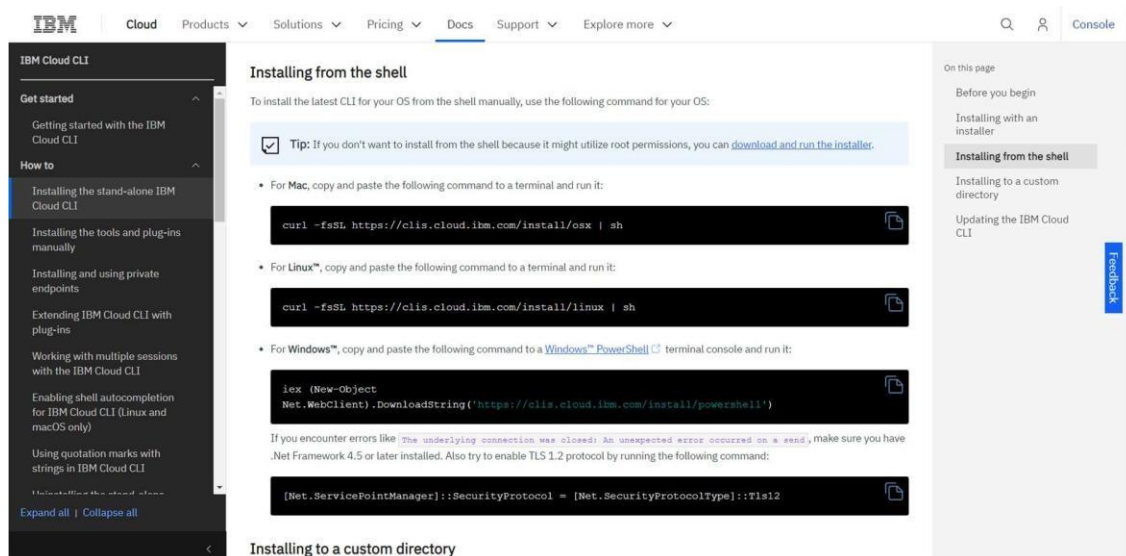 IBM Cloud Products Solutions Pricing Docs Support Explore more Console
IBM Cloud CLI
Get started
Getting started with the IBM
Cloud CLI
How to
Installing the stand-alone IBM
Cloud CLI
Installing the tools and plug-ins
manually
Installing and using private
endpoints
Extending IBM Cloud CLI with
plug-ins
Working with multiple sessions
with the IBM Cloud CLI
Enabling shell autocompletion
for IBM Cloud CLI (Linux and
macOS only)
Using quotation marks with
strings in IBM Cloud CLI
Uninstalling the stand-alone
Expand all | Collapse all
Installing from the shell
To install the latest CLI for your OS from the shell manually, use the following command for your OS:
Tip: If you don't want to install from the shell because it might utilize root permissions, you can download and run the installer.
• For Mac, copy and paste the following command to a terminal and run it:
curl -fsSL https://clis.cloud.ibm.com/install/osx | sh
• For Linux™, copy and paste the following command to a terminal and run it:
curl -fsSL https://clis.cloud.ibm.com/install/linux | sh
• For Windows™, copy and paste the following command to a Windows™ PowerShell terminal console and run it:
iex (New-Object
Net.WebClient).DownloadString('https://clis.cloud.ibm.com/install/powershell')
If you encounter errors like The underlying connection was closed: An unexpected error occurred on a send, make sure you have
.Net Framework 4.5 or later installed. Also try to enable TLS 1.2 protocol by running the following command:
[Net.ServicePointManager]::SecurityProtocol = [Net.SecurityProtocolType]::Tls12
Installing to a custom directory
On this page
Before you begin
Installing with an
installer
Installing from the shell
Installing to a custom
directory
Updating the IBM Cloud
CLI
Feedback